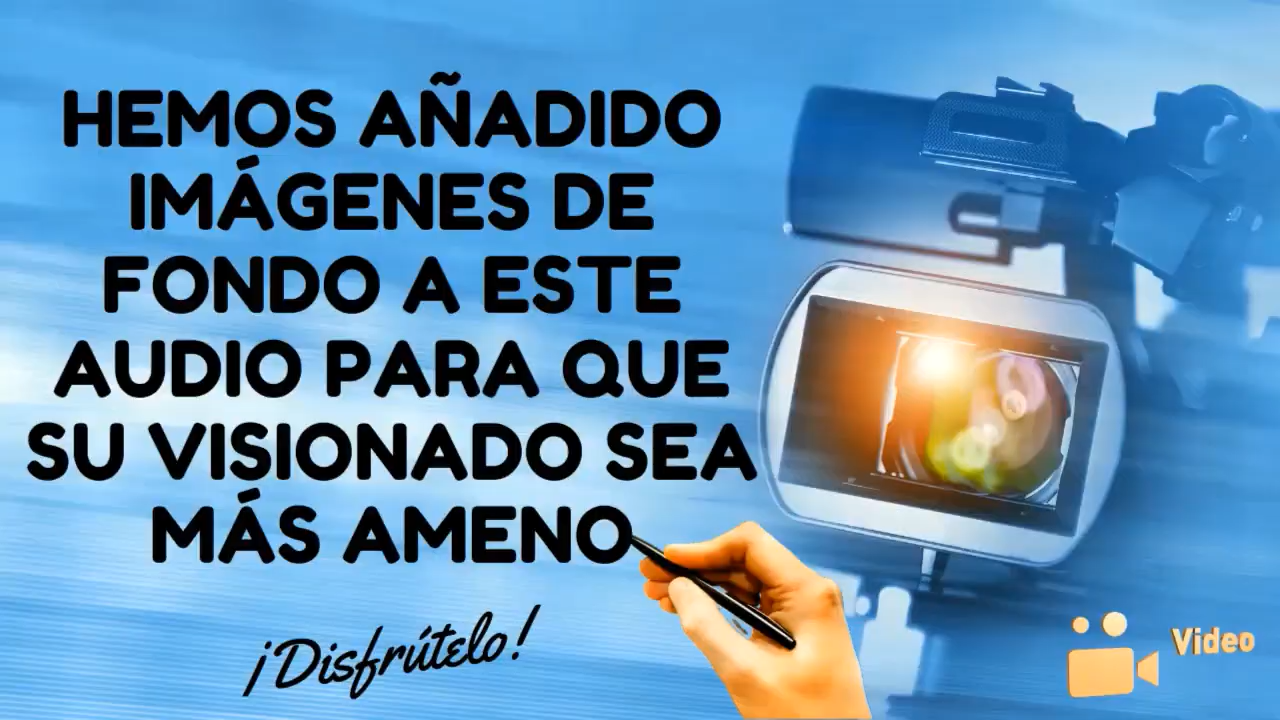 HEMOS AÑADIDO
IMÁGENES DE
FONDO A ESTE
AUDIO PARA QUE
SU VISIONADO SEA
MÁS AMENO
¡Disfrútelo!
Video